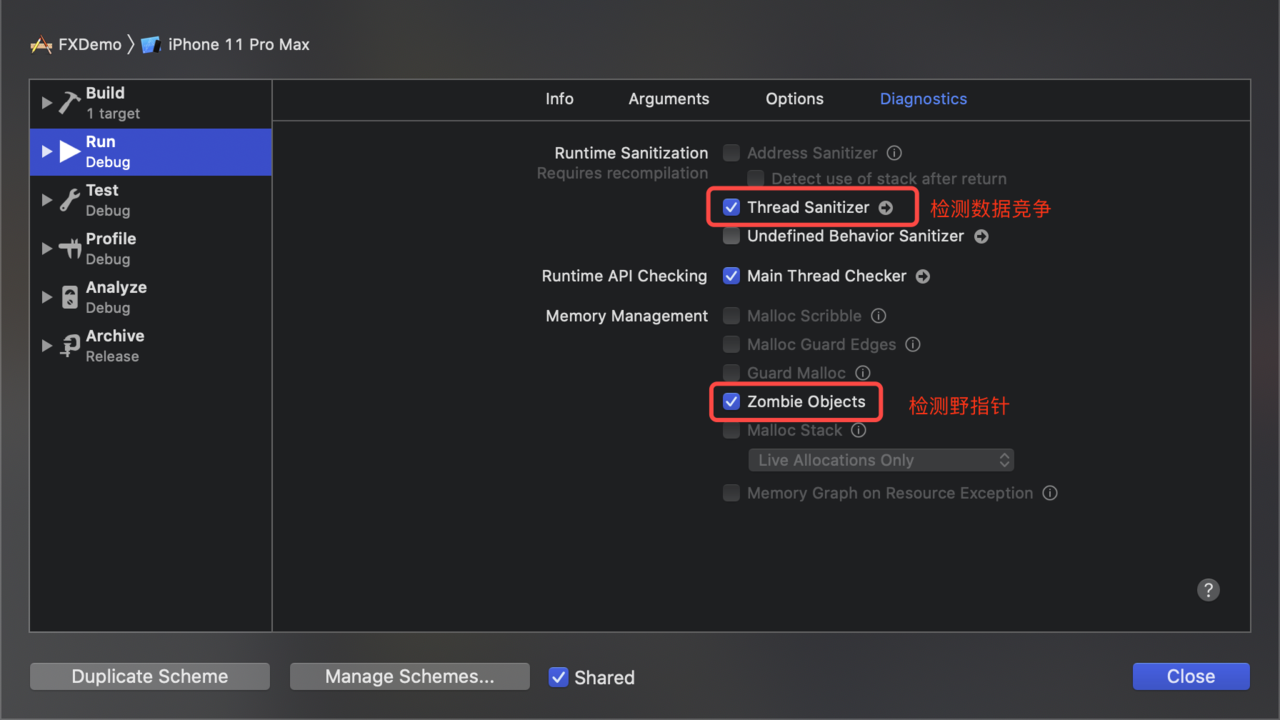 FXDemo 〉 iPhone 11 Pro Max
Build
1 target
Run
Debug
Test
Debug
Profile
Debug
Analyze
Debug
Archive
Release
Info Arguments Options Diagnostics
Runtime Sanitization Address Sanitizer
Requires recompilation Detect use of stack after return
Thread Sanitizer 检测数据竞争
Undefined Behavior Sanitizer
Runtime API Checking Main Thread Checker
Memory Management Malloc Scribble
Malloc Guard Edges
Guard Malloc
Zombie Objects 检测野指针
Malloc Stack
Live Allocations Only
Memory Graph on Resource Exception
?
Duplicate Scheme Manage Schemes... Shared Close